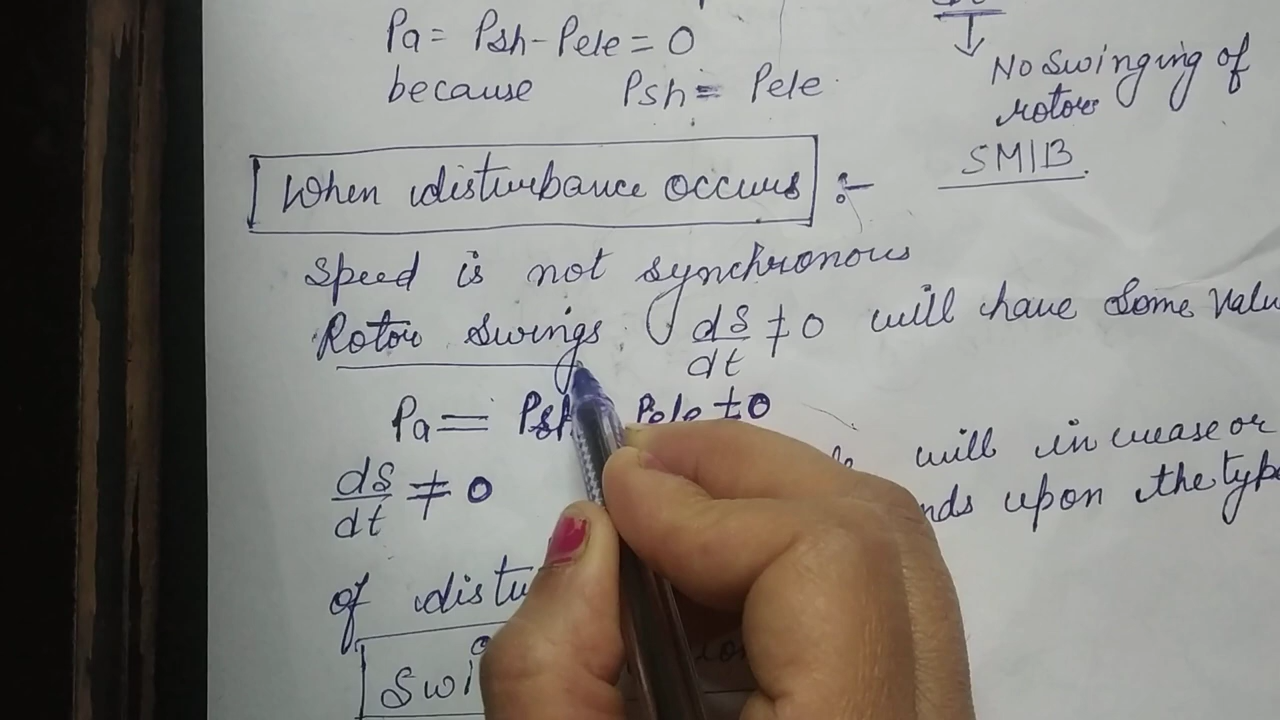 Pa = Psh - Pele = 0
because Psh = Pele
No swinging of
rotor
SMIB
When disturbance occurs :-
Speed is not synchronous
Rotor swings dδ/dt ≠ 0 will have some Valu
Pa = Psh Pele ≠ 0
will increase or
dδ/dt ≠ 0
upon the type
of